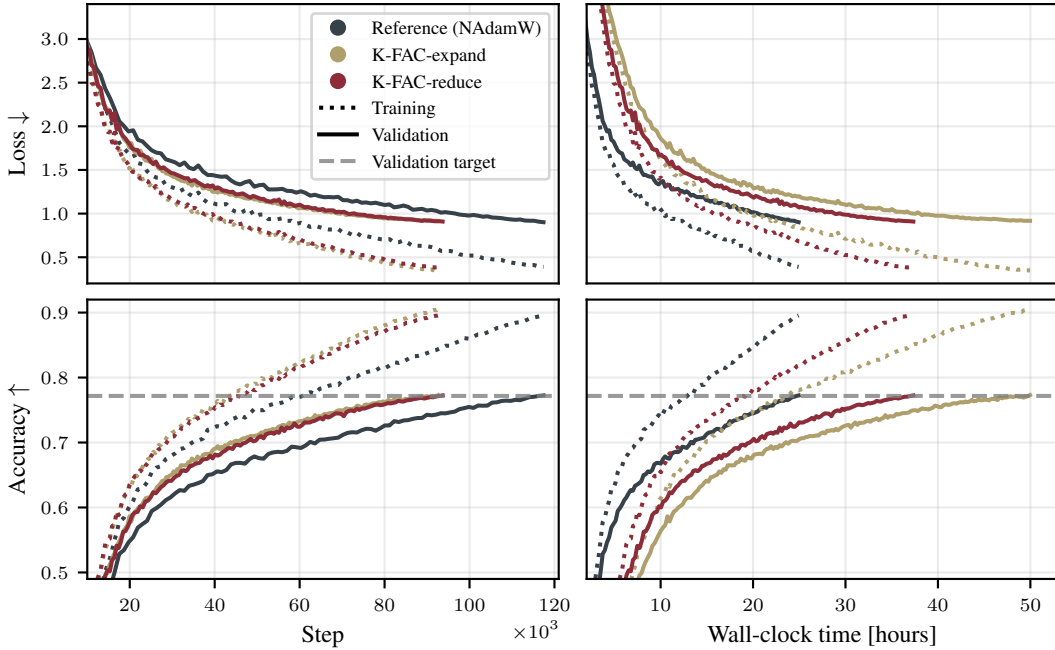 3.0
2.5
2.0
1.5
1.0
0.5
Loss ↓
Reference (NAdamW)
K-FAC-expand
K-FAC-reduce
Training
Validation
Validation target
0.9
0.8
0.7
0.6
0.5
Accuracy ↑
20 40 60 80 100 120
Step
×10³
10 20 30 40 50
Wall-clock time [hours]